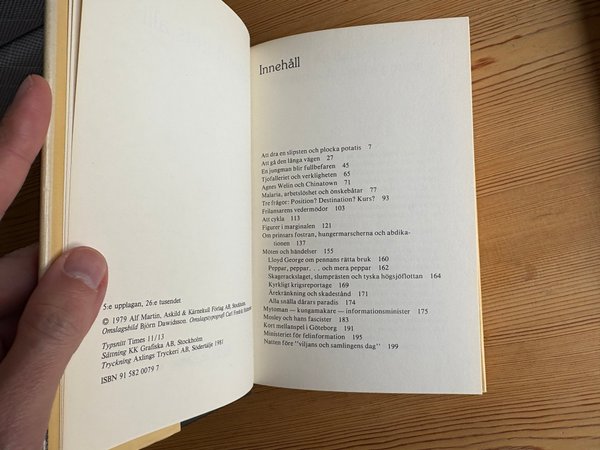 5:e upplagan, 26:e tusendet
© 1979 Alf Martin, Askild & Kärnekull Förlag AB, Stockholm
Omslagsbild Björn Dawidsson. Omslagstypografi Carl Fredrik
Typsnitt Times 11/13
Sättning KK Grafiska AB, Stockholm
Tryckning Axlings Tryckeri AB, Södertälje 1981
ISBN 91 582 0079 7
Innehåll
Att dra en slipsten och plocka potatis 7
Att gå den långa vägen 27
En jungman blir fullbefaren 45
Tjofalleriet och verkligheten 65
Agnes Welin och Chinatown 71
Malaria, arbetslöshet och önskebåtar 77
Tre frågor: Position? Destination? Kurs? 93
Frilansarens vedermödor 103
Att cykla 113
Figurer i marginalen 121
Om prinsars fostran, hungermarscherna och abdika-
tionen 137
Möten och händelser 155
Lloyd George om pennans rätta bruk 160
Peppar, peppar, . . . och mera peppar 162
Skagerackslaget, slumprästen och tyska högsjöflottan 164
Kyrkligt krigsreportage 169
Ärekränkning och skadestånd 171
Alla snälla dårars paradis 174
Mytoman — kungamakare — informationsminister 175
Mosley och hans fascister 183
Kort mellanspel i Göteborg 191
Ministeriet för felinformation 195
Natten före "viljans och samlingens dag" 199